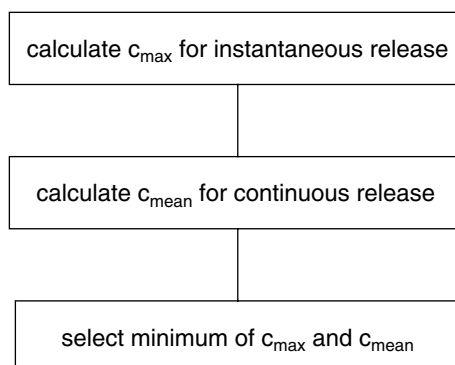 calculate cmax for instantaneous release
calculate cmean for continuous release
select minimum of cmax and cmean